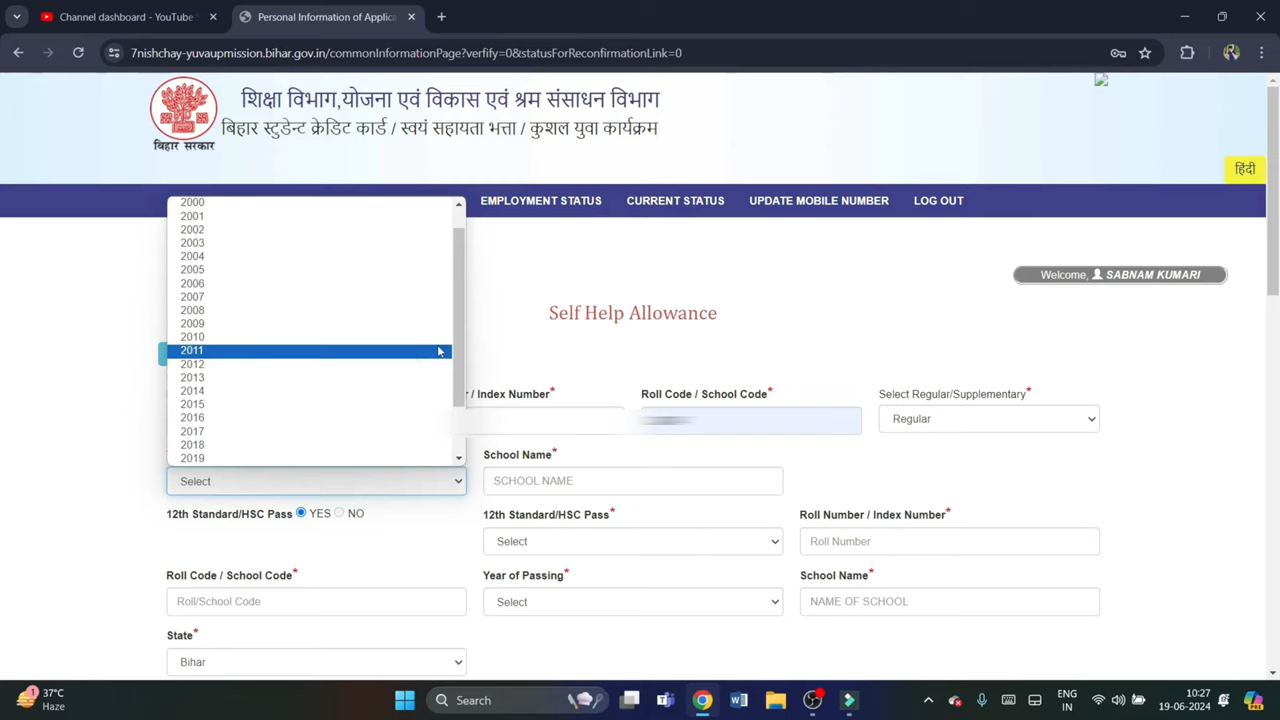 Channel dashboard - YouTube
Personal Information of Applica
7nishchay-yuvaupmission.bihar.gov.in/commonInformationPage?verfify=0&statusForReconfirmationLink=0
शिक्षा विभाग,योजना एवं विकास एवं श्रम संसाधन विभाग
बिहार स्टुडेन्ट क्रेडिट कार्ड / स्वयं सहायता भत्ता / कुशल युवा कार्यक्रम
बिहार सरकार
हिंदी
EMPLOYMENT STATUS CURRENT STATUS UPDATE MOBILE NUMBER LOG OUT
Welcome, SABNAM KUMARI
Self Help Allowance
2000
2001
2002
2003
2004
2005
2006
2007
2008
2009
2010
2011
2012
2013
2014
2015
2016
2017
2018
2019
/ Index Number* Roll Code / School Code* Select Regular/Supplementary*
Regular
School Name*
Select SCHOOL NAME
12th Standard/HSC Pass YES NO 12th Standard/HSC Pass* Roll Number / Index Number*
Select Roll Number
Roll Code / School Code* Year of Passing* School Name*
Roll/School Code Select NAME OF SCHOOL
State*
Bihar
1 37°C
Haze
Search
ENG
IN
10:27
19-06-2024